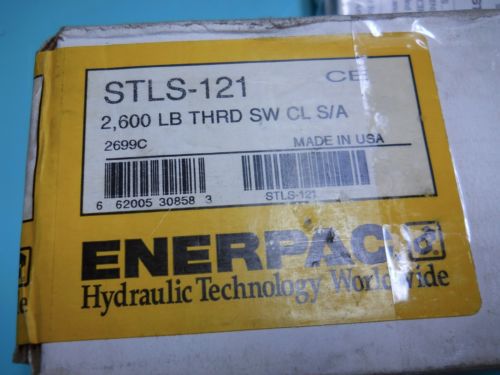 CE
STLS-121
2,600 LB THRD SW CL S/A
2699C
MADE IN USA
6 62005 30858 3
STLS-121
ENERPAC
Hydraulic Technology Worldwide